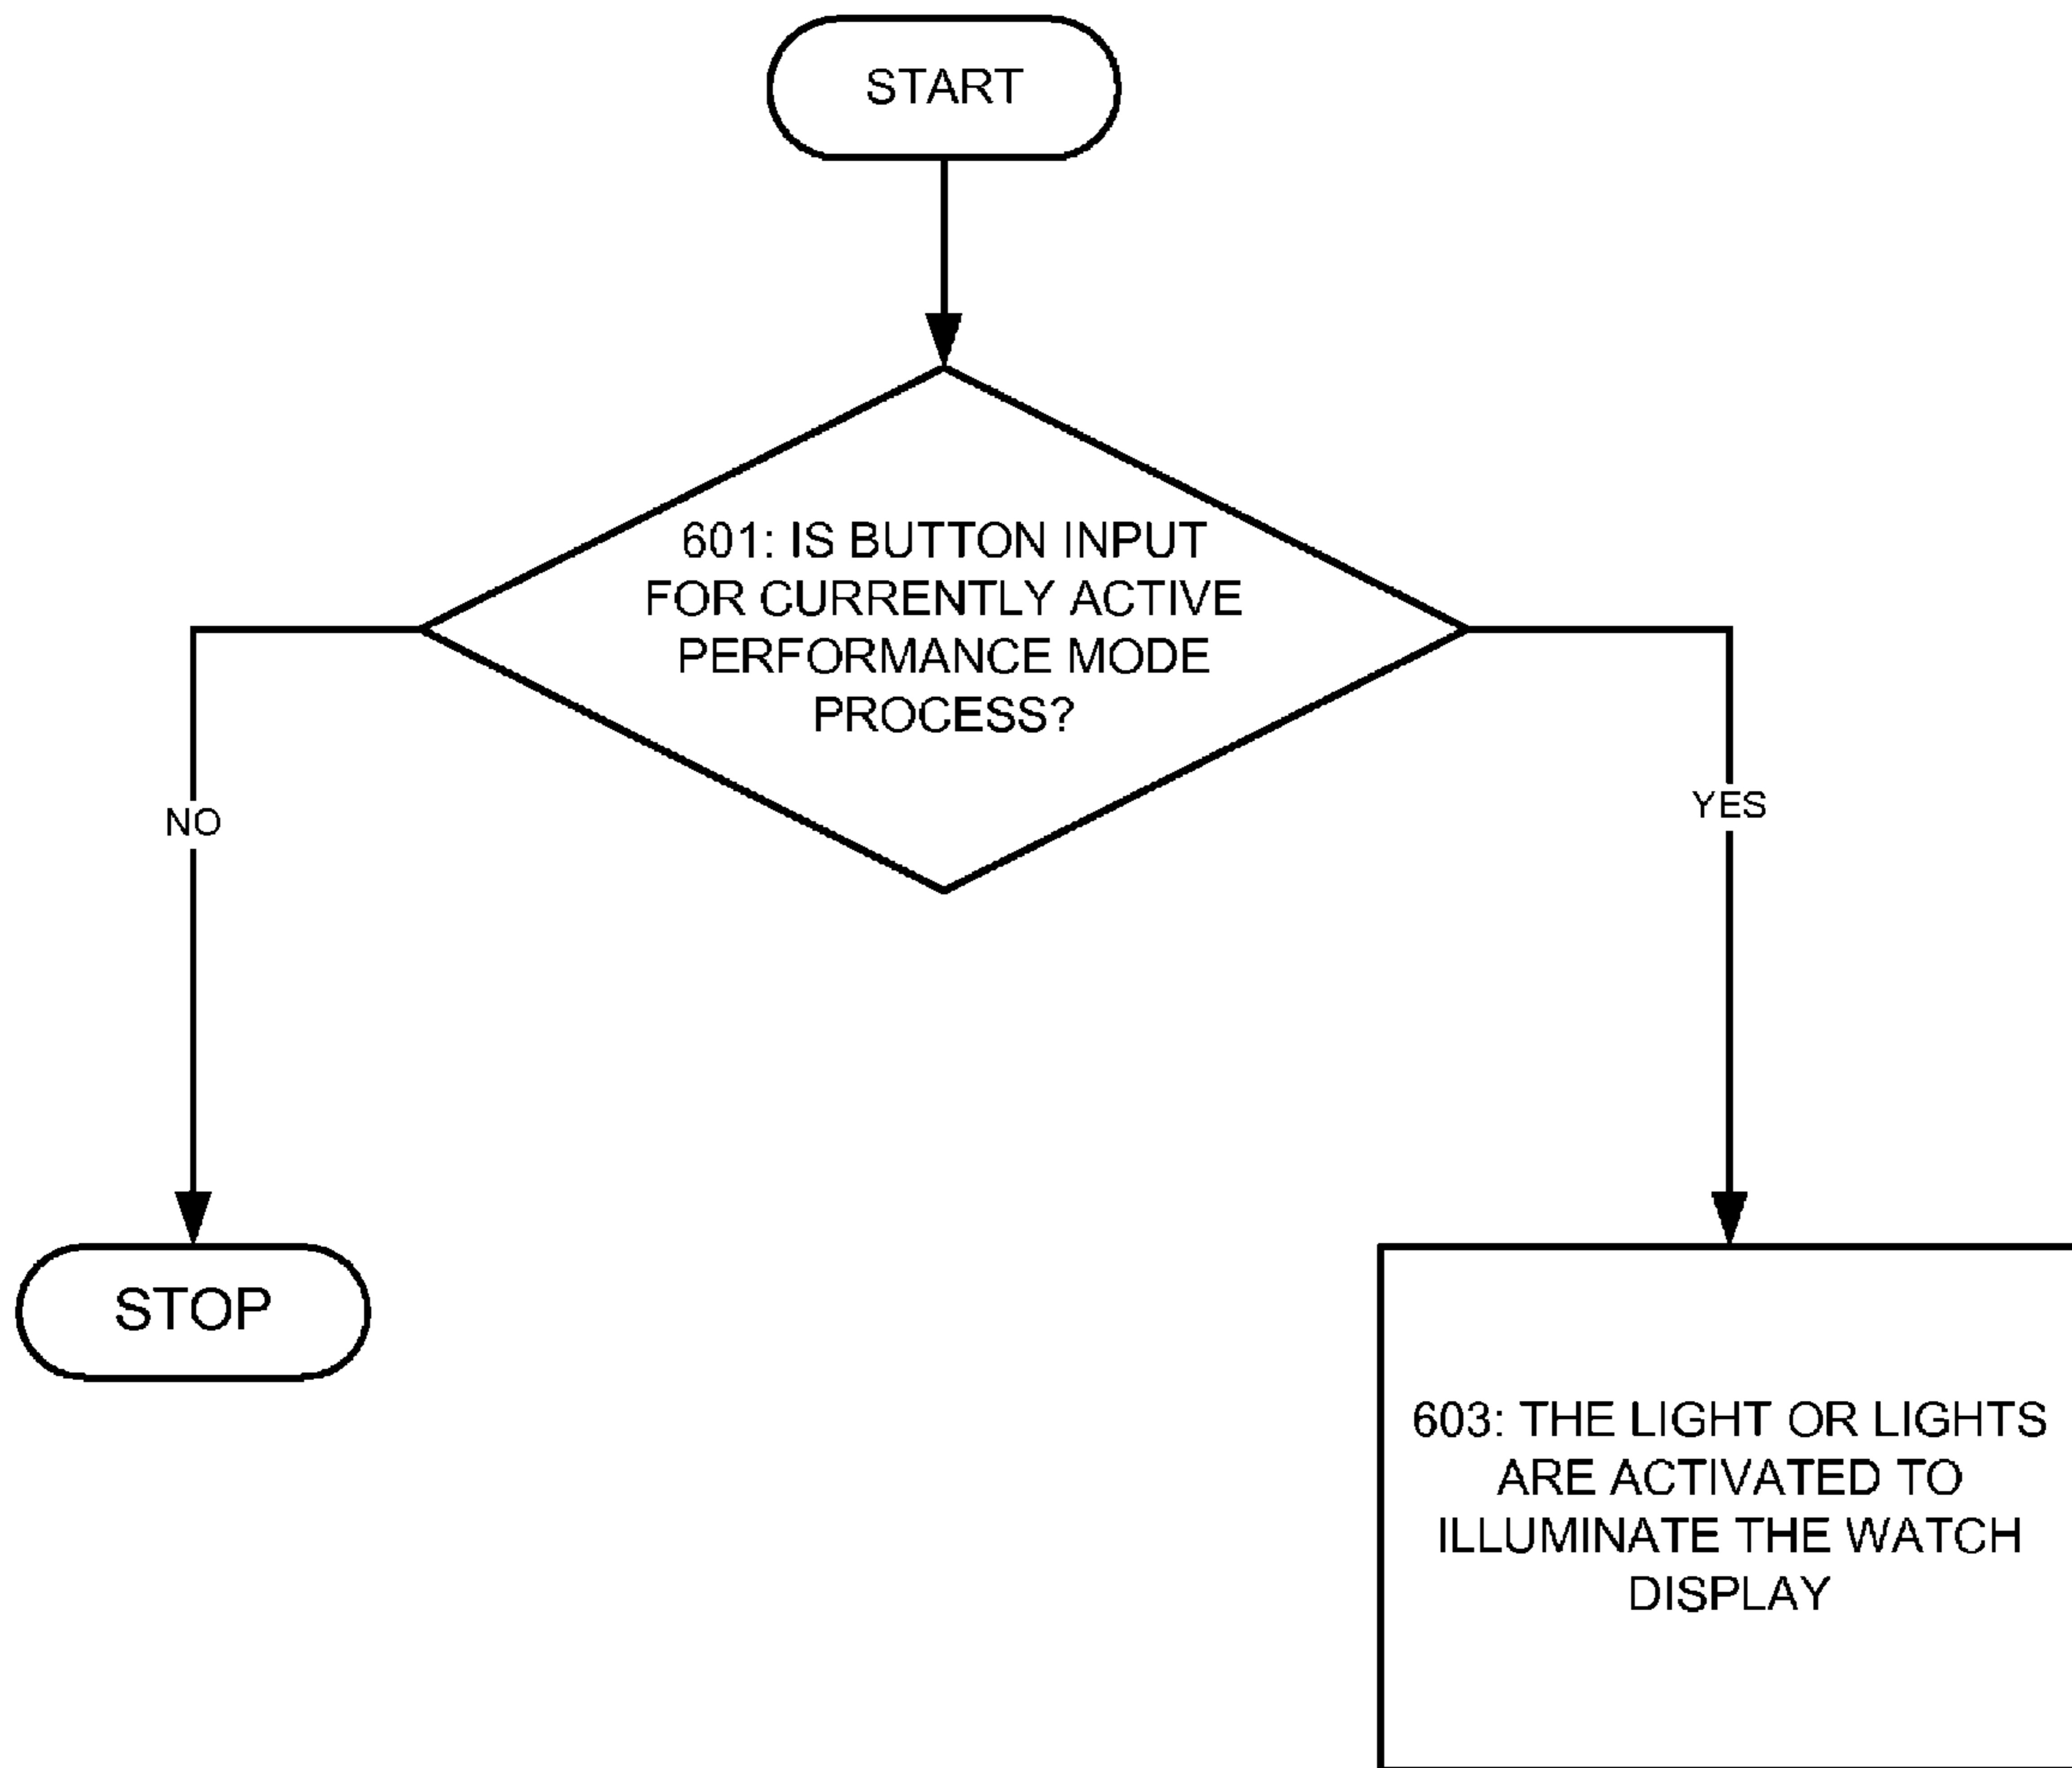 START
601: IS BUTTON INPUT
FOR CURRENTLY ACTIVE
PERFORMANCE MODE
PROCESS?
NO
YES
STOP
603: THE LIGHT OR LIGHTS
ARE ACTIVATED TO
ILLUMINATE THE WATCH
DISPLAY